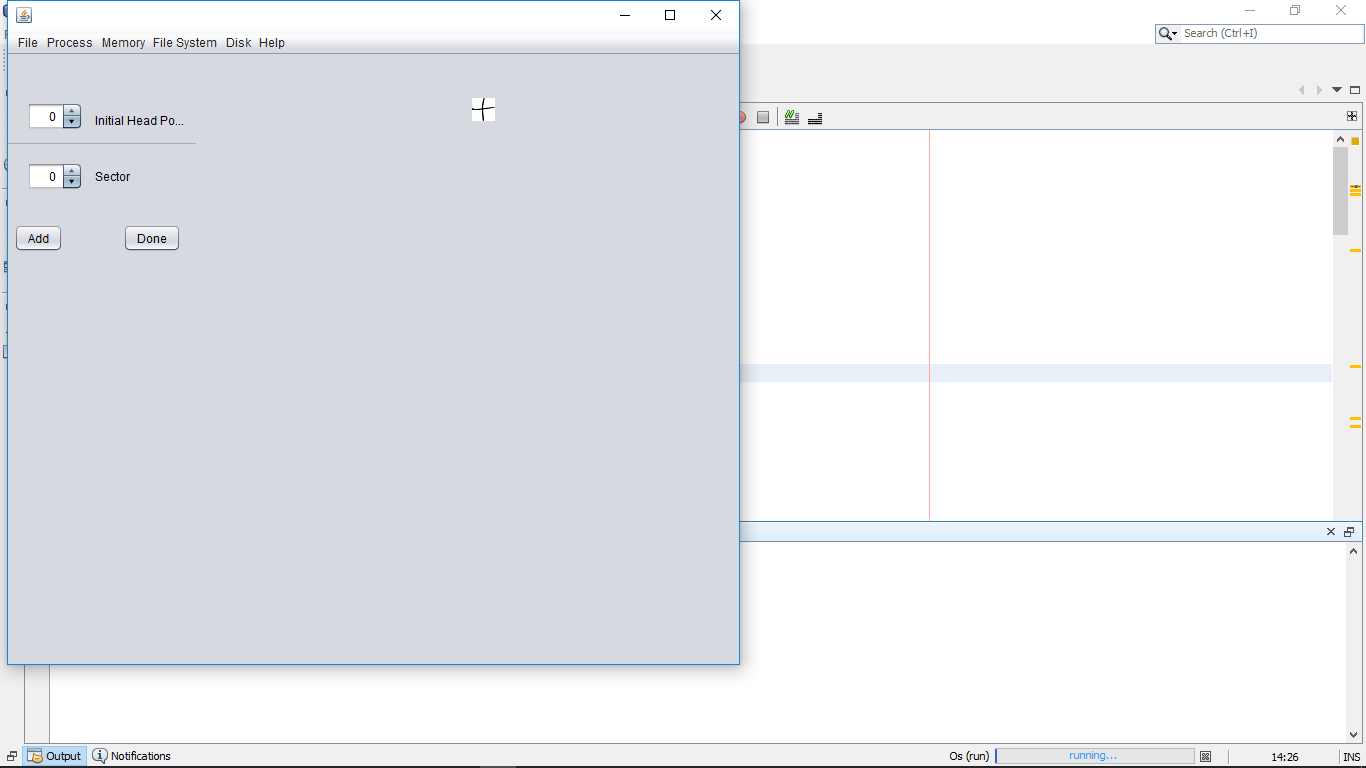 File Process Memory File System Disk Help
Search (Ctrl+I)
0 Initial Head Po...
0 Sector
Add Done
Output Notifications Os (run) running... 14:26 INS